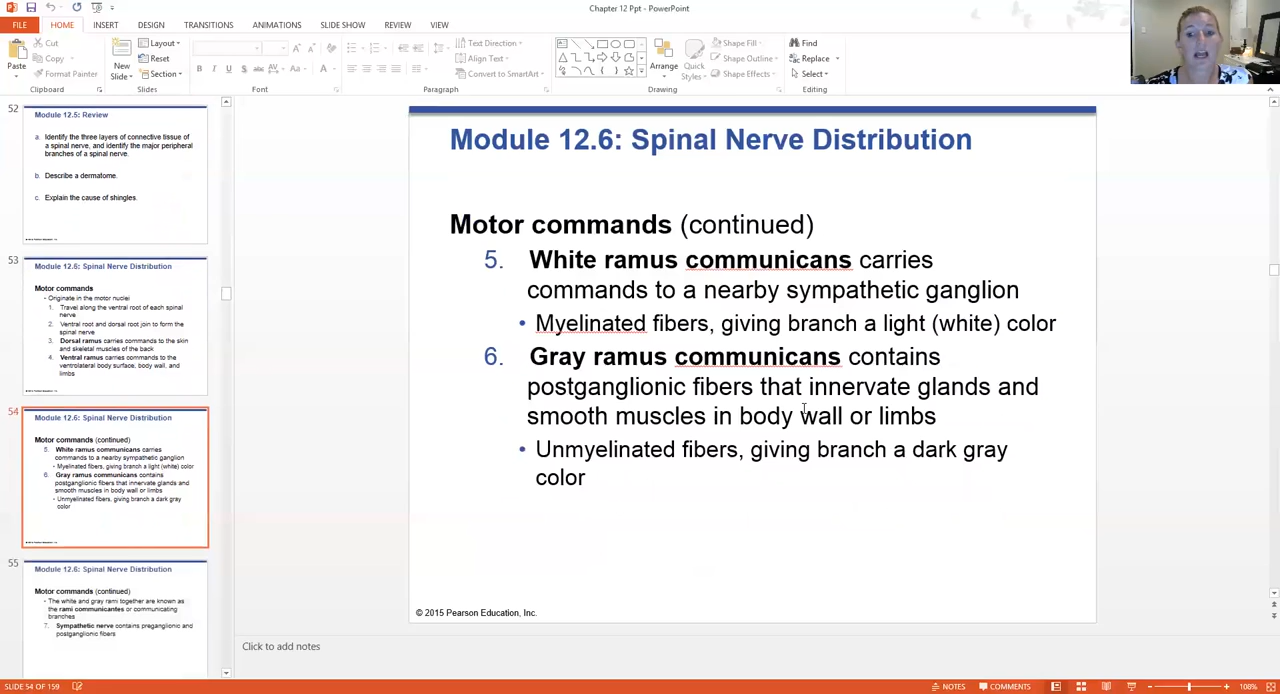 Chapter 12 Ppt - PowerPoint
FILE
HOME
INSERT
DESIGN
TRANSITIONS
ANIMATIONS
SLIDE SHOW
REVIEW
VIEW
Paste
Cut
Copy
Format Painter
Clipboard
New
Slide
Layout
Reset
Section
Slides
B I U S abc AV Aa A
Font
Text Direction
Align Text
Convert to SmartArt
Paragraph
Arrange
Quick
Styles
Shape Fill
Shape Outline
Shape Effects
Drawing
Find
Replace
Select
Editing
52
Module 12.5: Review
a. Identify the three layers of connective tissue of
a spinal nerve, and identify the major peripheral
branches of a spinal nerve.
b. Describe a dermatome.
c. Explain the cause of shingles.
53
Module 12.6: Spinal Nerve Distribution
Motor commands
• Originate in the motor nuclei
1. Travel along the ventral root of each spinal
nerve
2. Ventral root and dorsal root join to form the
spinal nerve
3. Dorsal ramus carries commands to the skin
and skeletal muscles of the back
4. Ventral ramus carries commands to the
ventrolateral body surface, body wall, and
limbs
54
Module 12.6: Spinal Nerve Distribution
Motor commands (continued)
5. White ramus communicans carries
commands to a nearby sympathetic ganglion
• Myelinated fibers, giving branch a light (white) color
6. Gray ramus communicans contains
postganglionic fibers that innervate glands and
smooth muscles in body wall or limbs
• Unmyelinated fibers, giving branch a dark gray
color
55
Module 12.6: Spinal Nerve Distribution
Motor commands (continued)
• The white and gray rami together are known as
the rami communicantes or communicating
branches
7. Sympathetic nerve contains preganglionic and
postganglionic fibers
Module 12.6: Spinal Nerve Distribution
Motor commands (continued)
5. White ramus communicans carries
commands to a nearby sympathetic ganglion
• Myelinated fibers, giving branch a light (white) color
6. Gray ramus communicans contains
postganglionic fibers that innervate glands and
smooth muscles in body wall or limbs
• Unmyelinated fibers, giving branch a dark gray
color
© 2015 Pearson Education, Inc.
Click to add notes
SLIDE 54 OF 159
NOTES
COMMENTS
108%